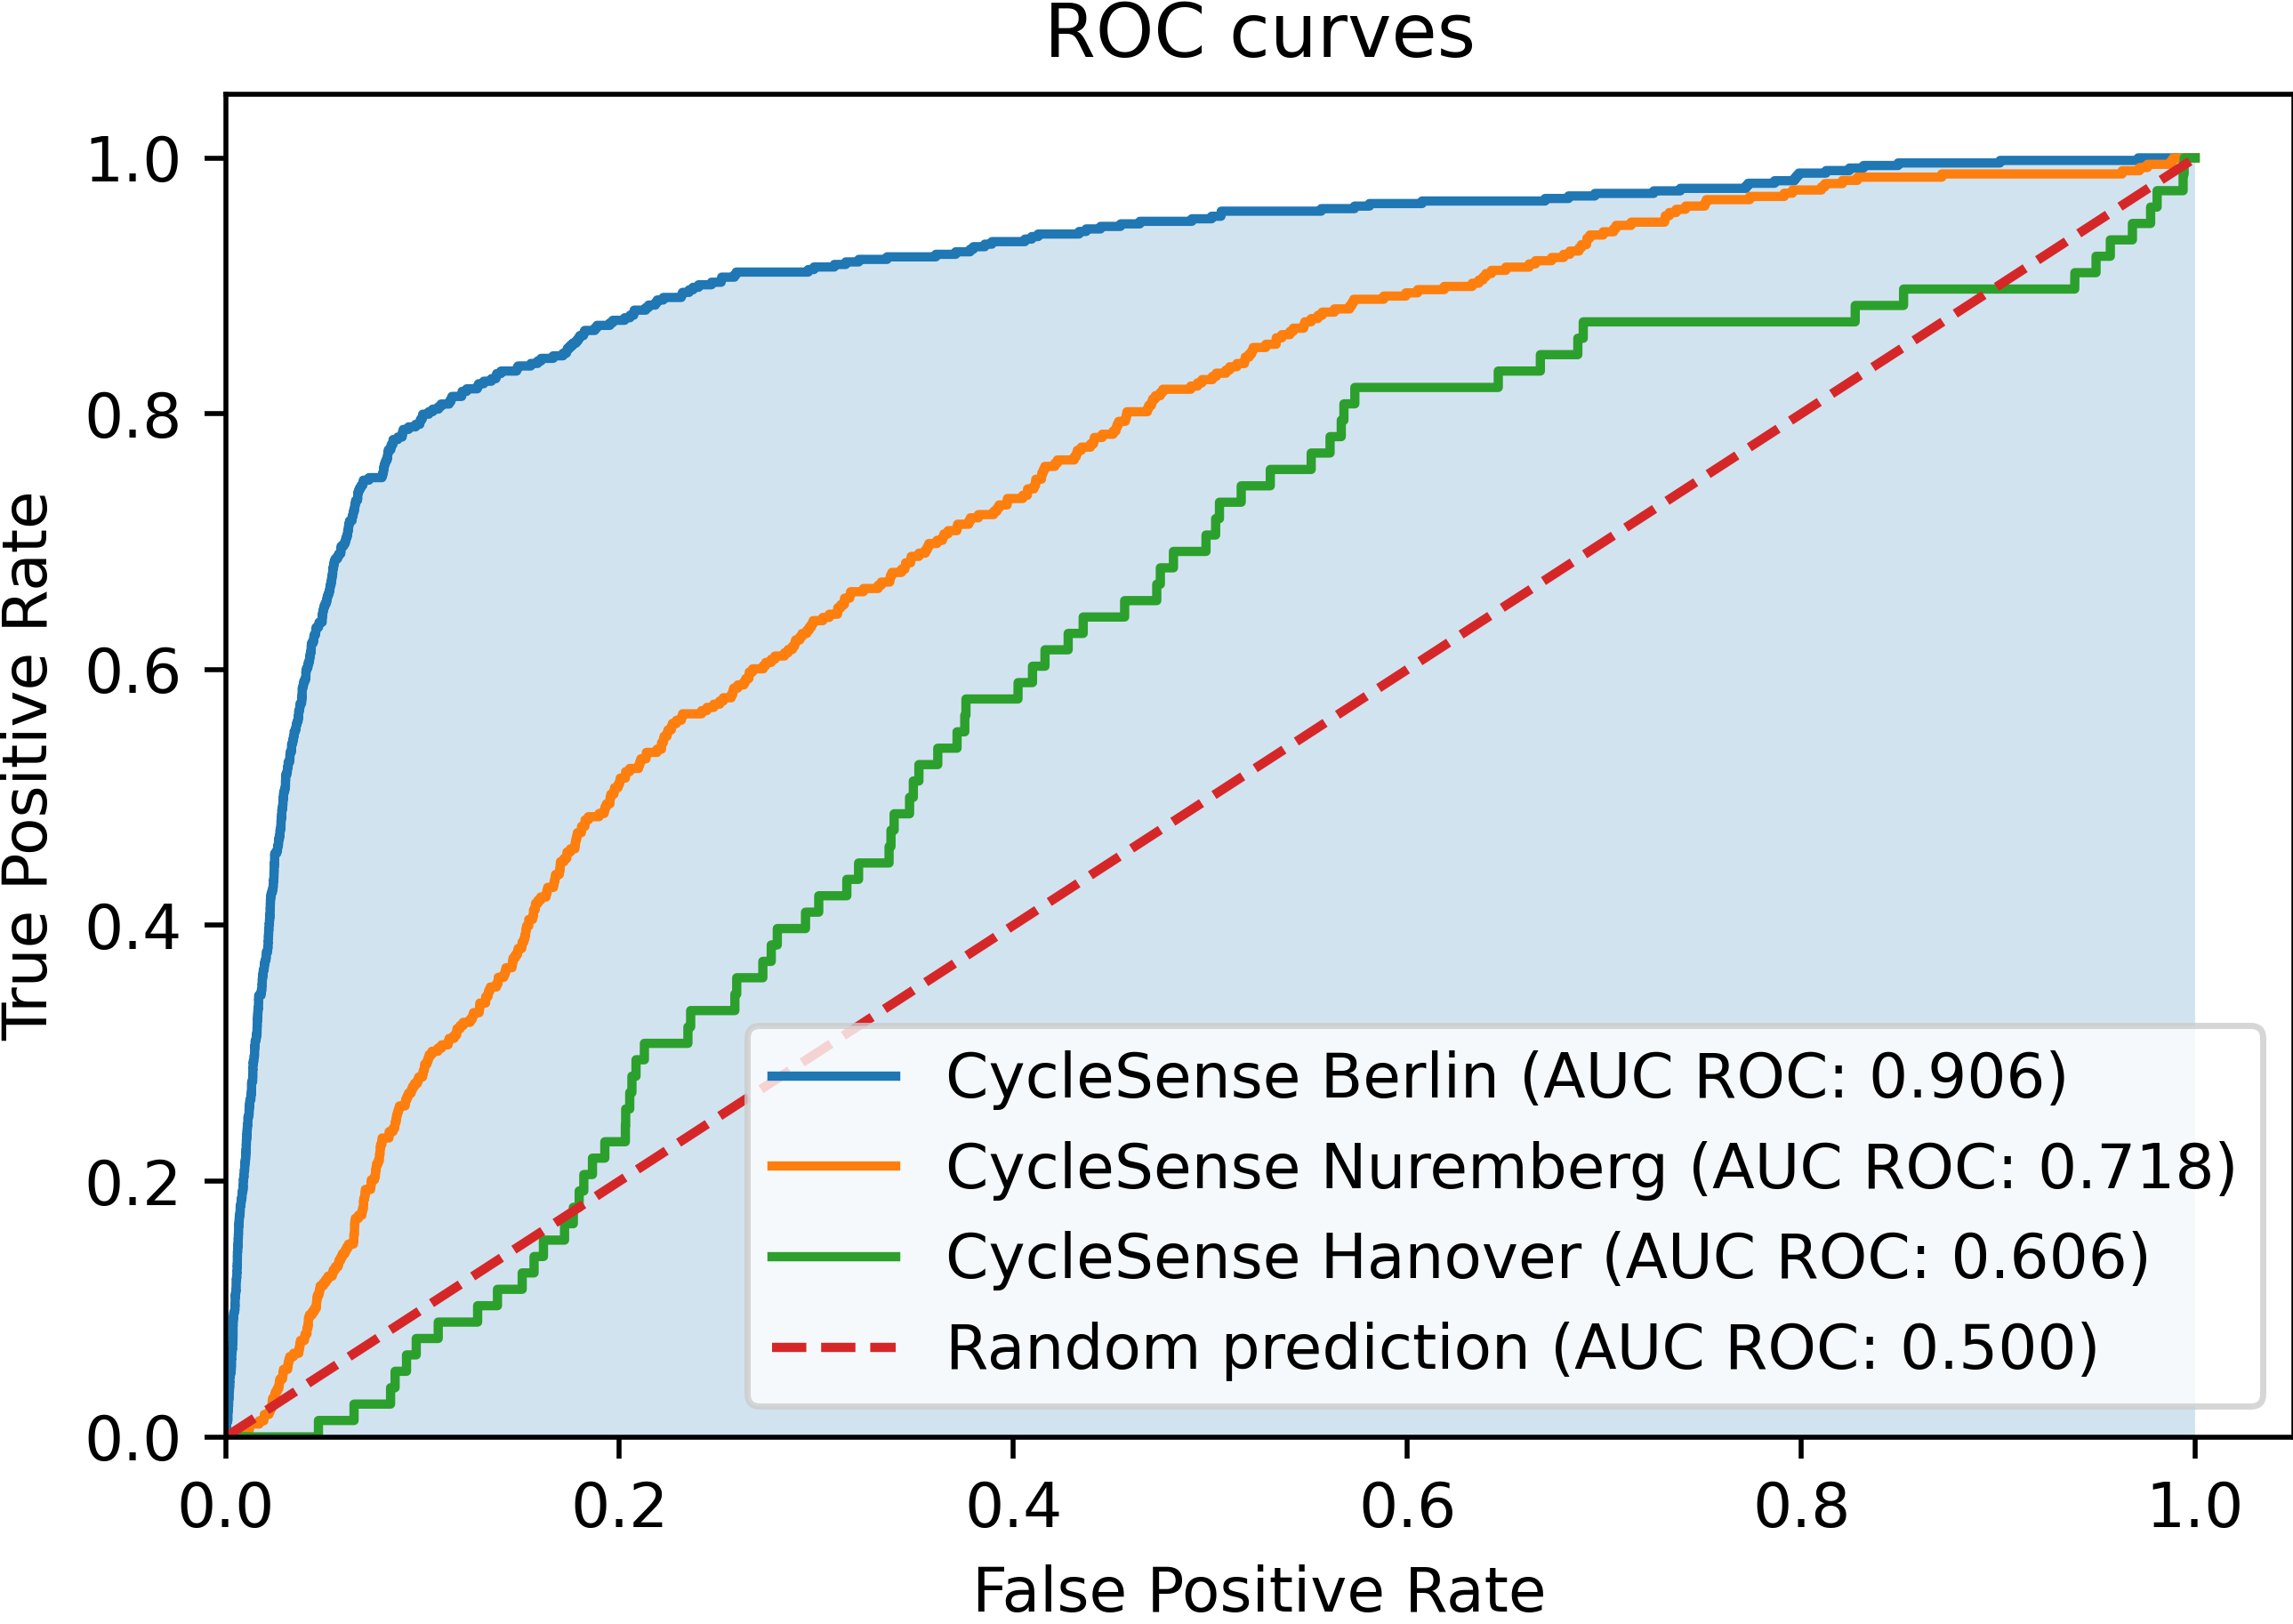 ROC curves
True Positive Rate
1.0
0.8
0.6
0.4
0.2
0.0
CycleSense Berlin (AUC ROC: 0.906)
CycleSense Nuremberg (AUC ROC: 0.718)
CycleSense Hanover (AUC ROC: 0.606)
Random prediction (AUC ROC: 0.500)
0.0 0.2 0.4 0.6 0.8 1.0
False Positive Rate